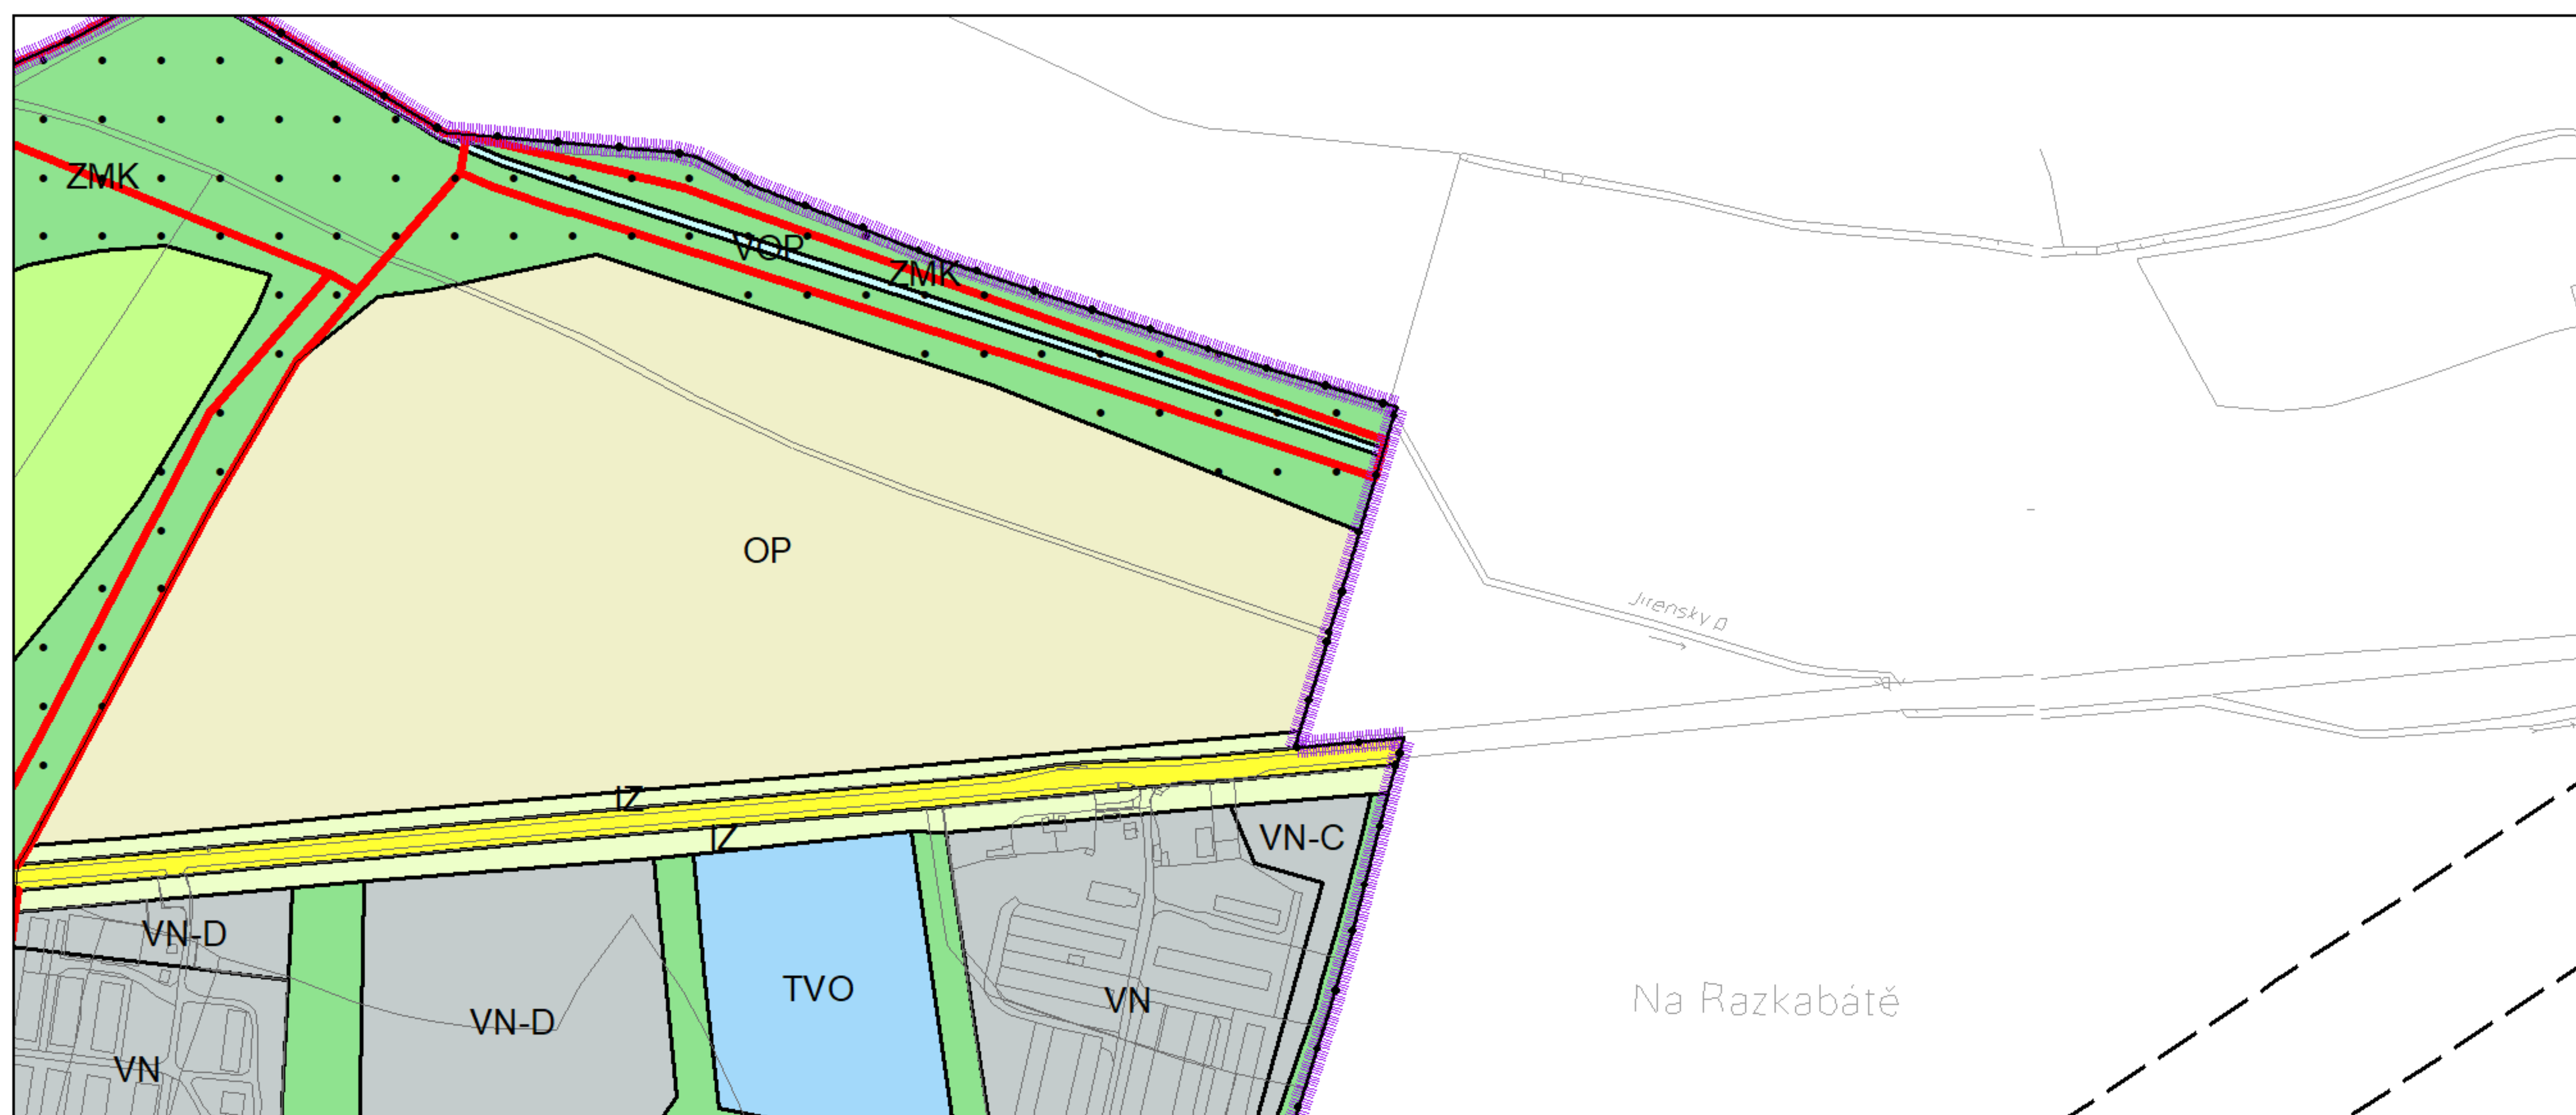 ZMK
VOP
ZMK
OP
Jirenský p
IZ
IZ
VN-C
VN-D
TVO
VN
VN-D
VN
Na Razkabátě